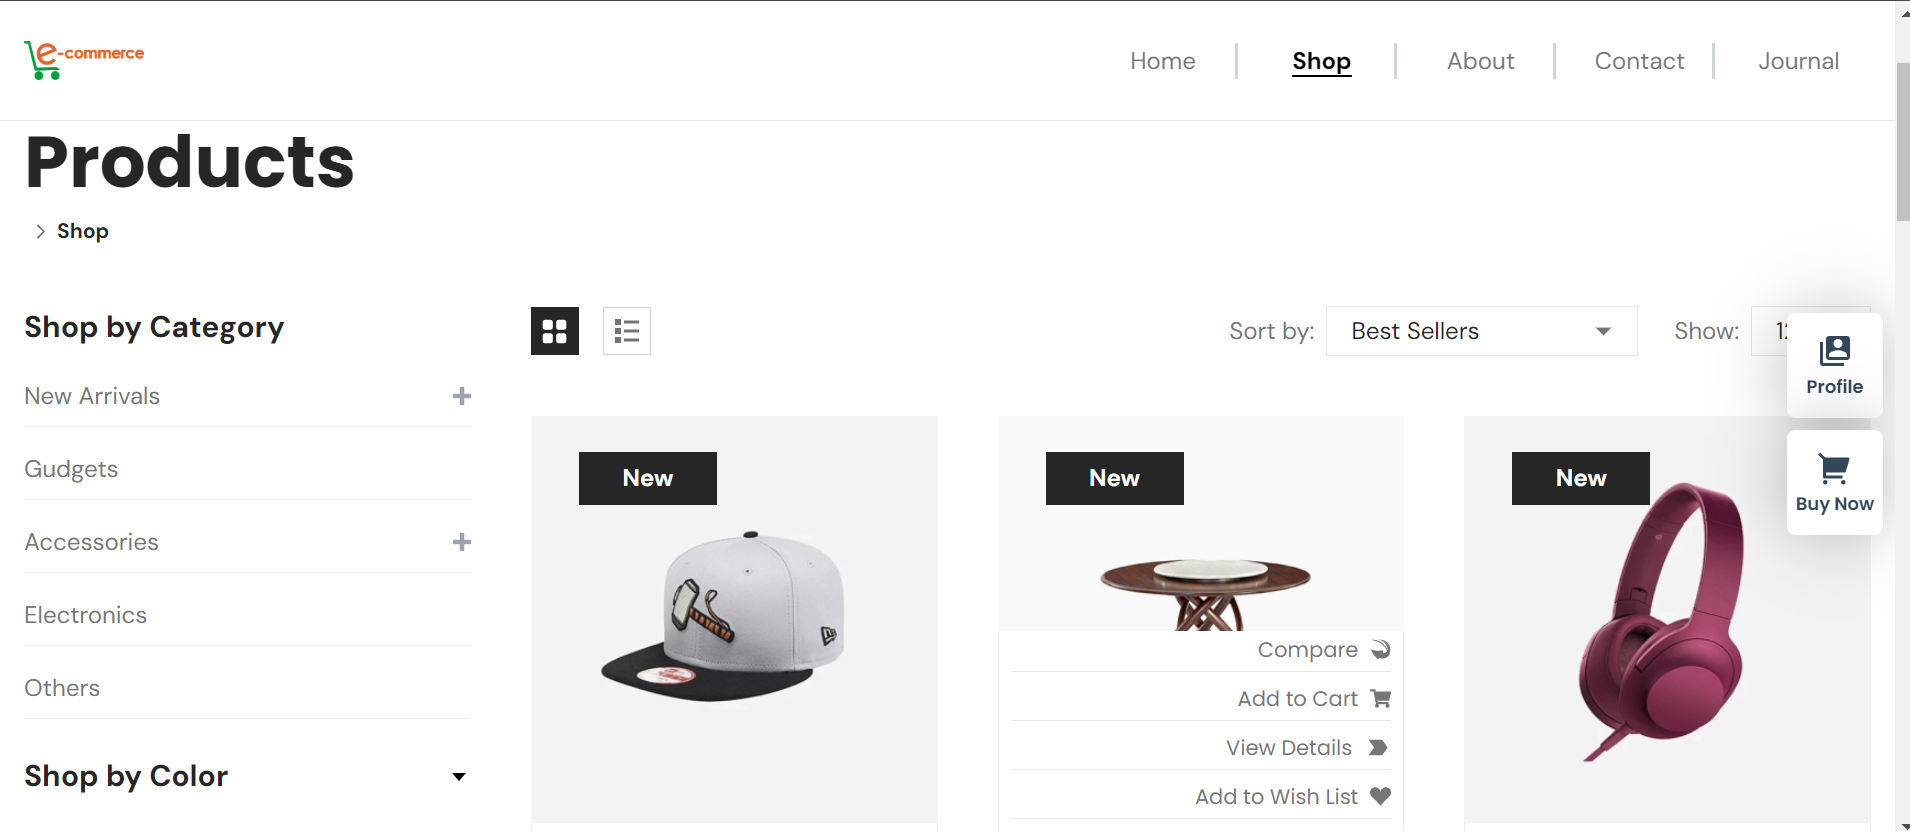 e-commerce
Home
Shop
About
Contact
Journal
Products
Shop
Shop by Category
New Arrivals
Gudgets
Accessories
Electronics
Others
Shop by Color
Sort by:
Best Sellers
Show:
Profile
Buy Now
New
New
New
Compare
Add to Cart
View Details
Add to Wish List